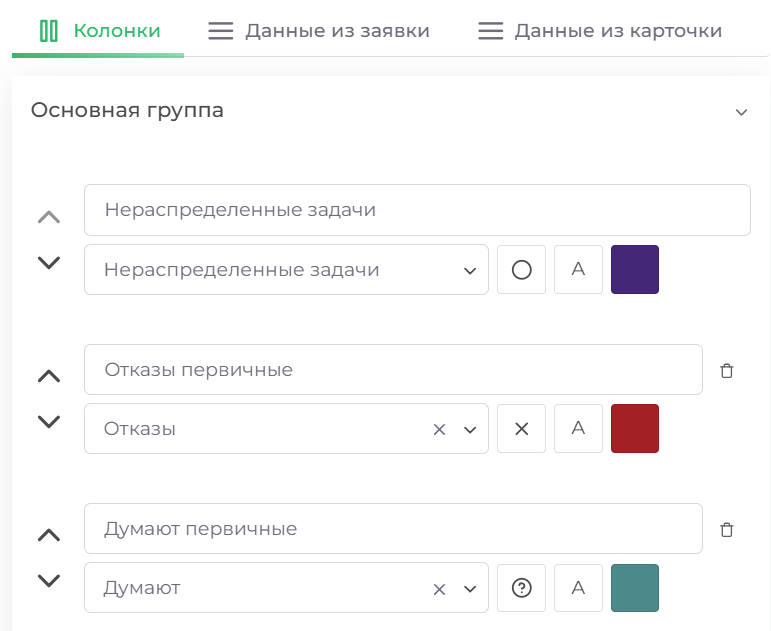 Колонки Данные из заявки Данные из карточки
Основная группа
Нераспределенные задачи
Нераспределенные задачи A
Отказы первичные
Отказы A
Думают первичные
Думают A